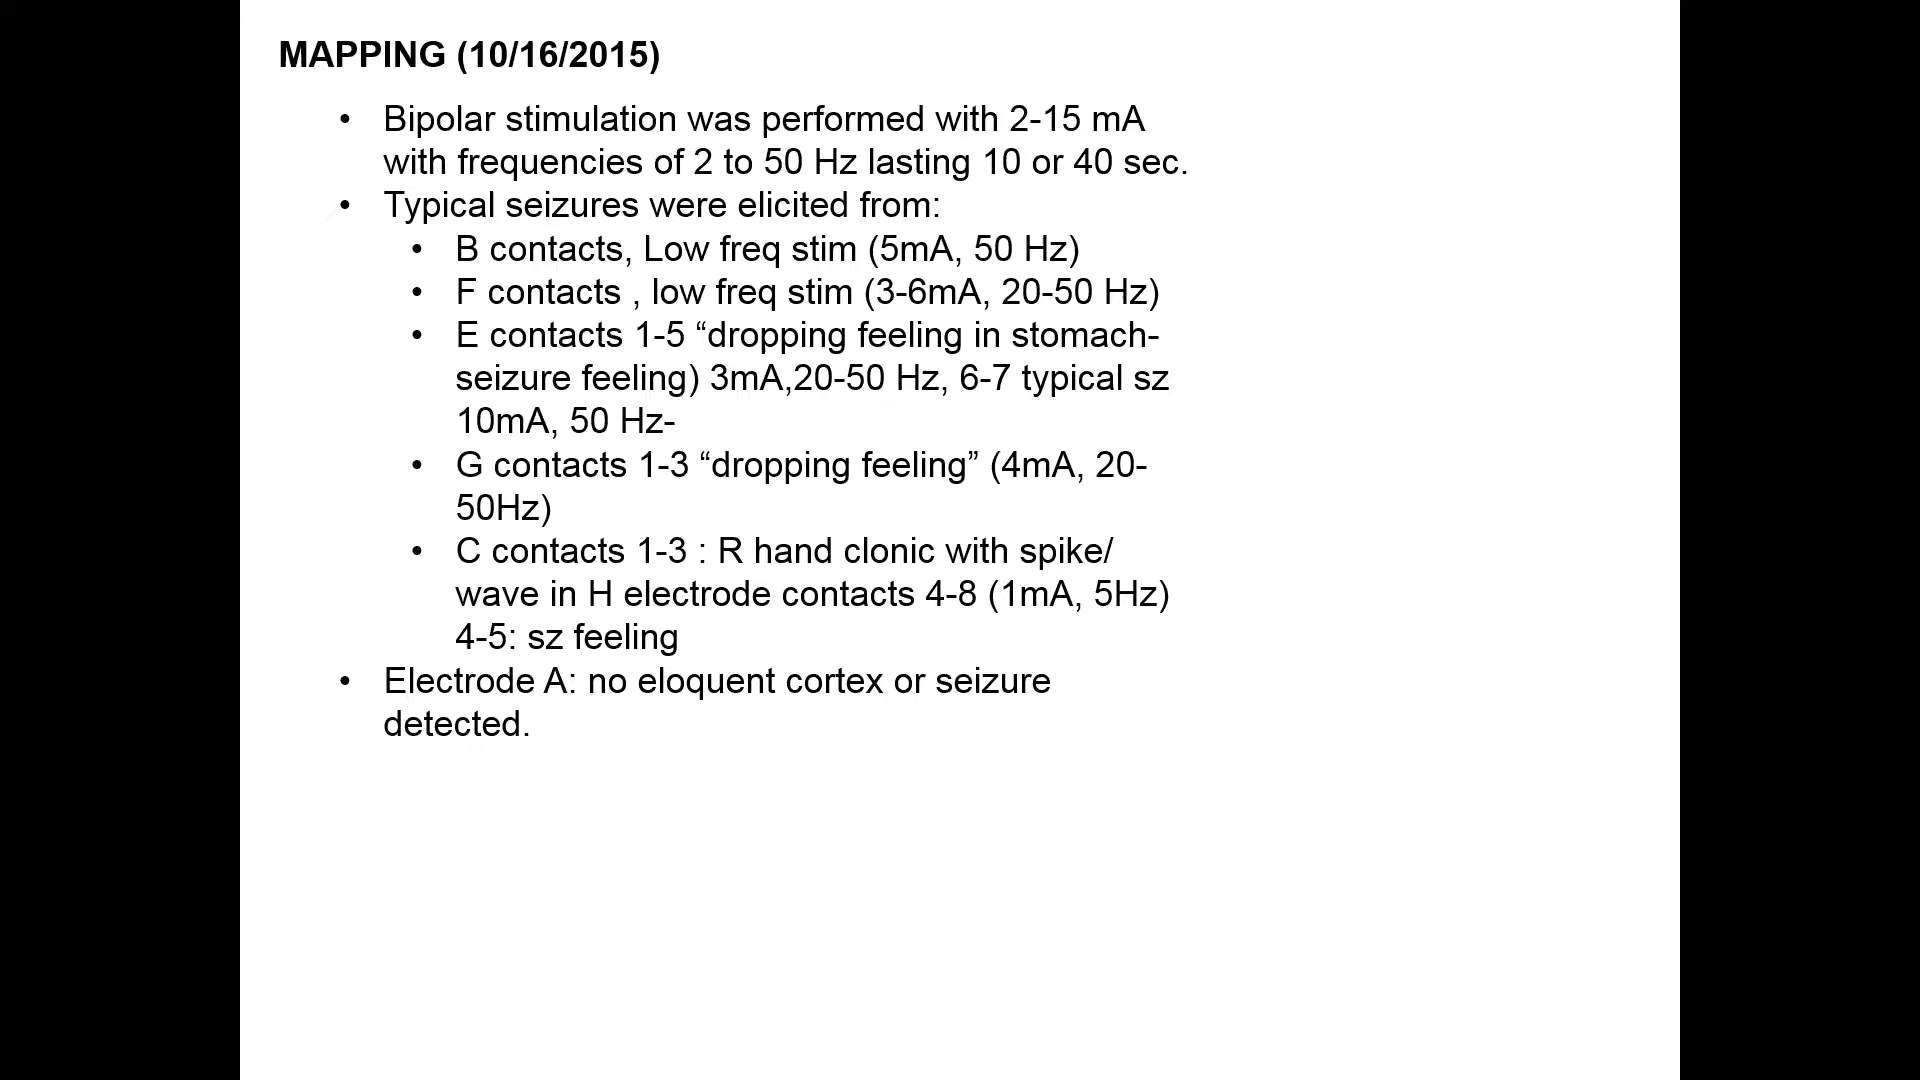 MAPPING (10/16/2015)
• Bipolar stimulation was performed with 2-15 mA
with frequencies of 2 to 50 Hz lasting 10 or 40 sec.
• Typical seizures were elicited from:
• B contacts, Low freq stim (5mA, 50 Hz)
• F contacts , low freq stim (3-6mA, 20-50 Hz)
• E contacts 1-5 “dropping feeling in stomach-
seizure feeling) 3mA,20-50 Hz, 6-7 typical sz
10mA, 50 Hz-
• G contacts 1-3 “dropping feeling” (4mA, 20-
50Hz)
• C contacts 1-3 : R hand clonic with spike/
wave in H electrode contacts 4-8 (1mA, 5Hz)
4-5: sz feeling
• Electrode A: no eloquent cortex or seizure
detected.